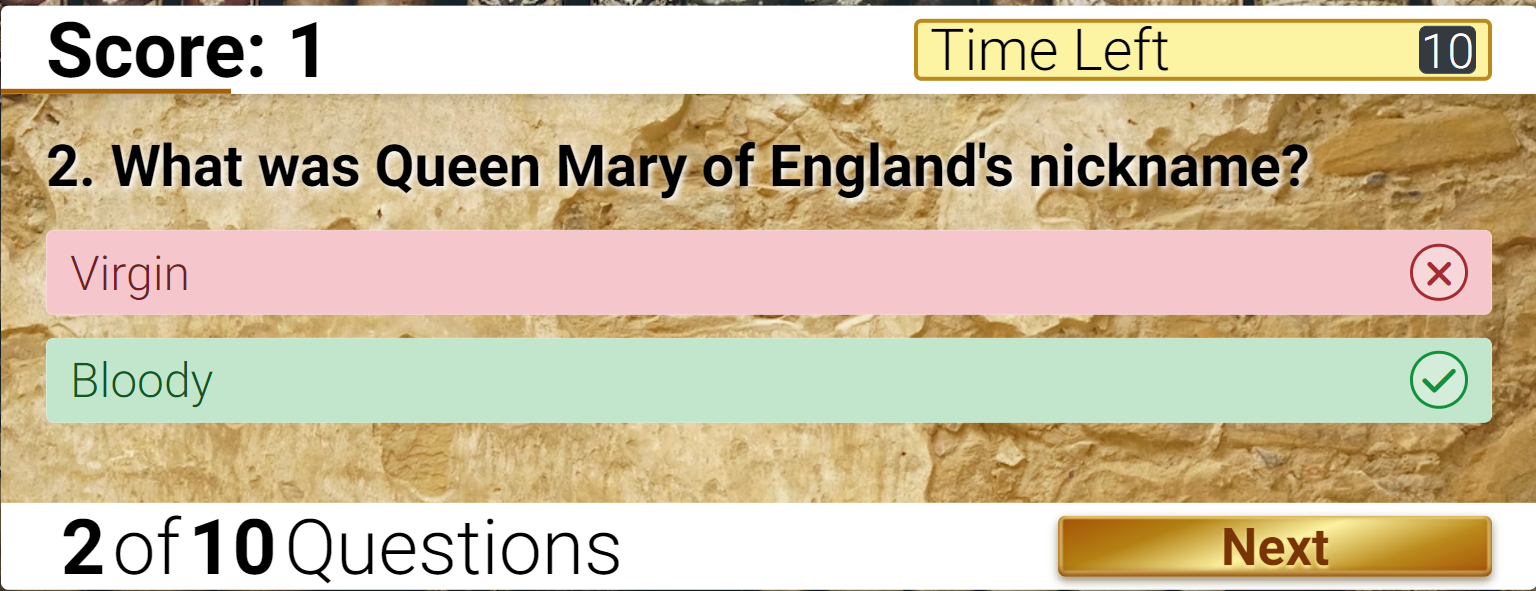 Score: 1
Time Left 10
2. What was Queen Mary of England's nickname?
Virgin
Bloody
2 of 10 Questions
Next